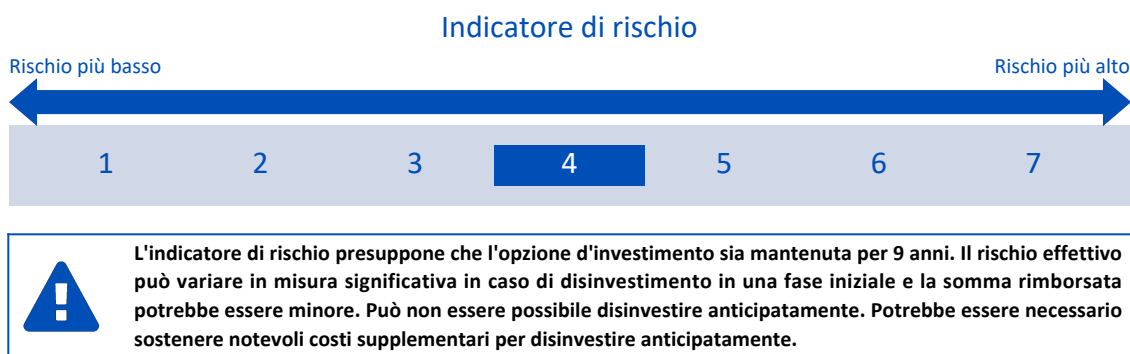 Indicatore di rischio
Rischio più basso Rischio più alto
1 2 3 4 5 6 7
L'indicatore di rischio presuppone che l'opzione d'investimento sia mantenuta per 9 anni. Il rischio effettivo
può variare in misura significativa in caso di disinvestimento in una fase iniziale e la somma rimborsata
potrebbe essere minore. Può non essere possibile disinvestire anticipatamente. Potrebbe essere necessario
sostenere notevoli costi supplementari per disinvestire anticipatamente.